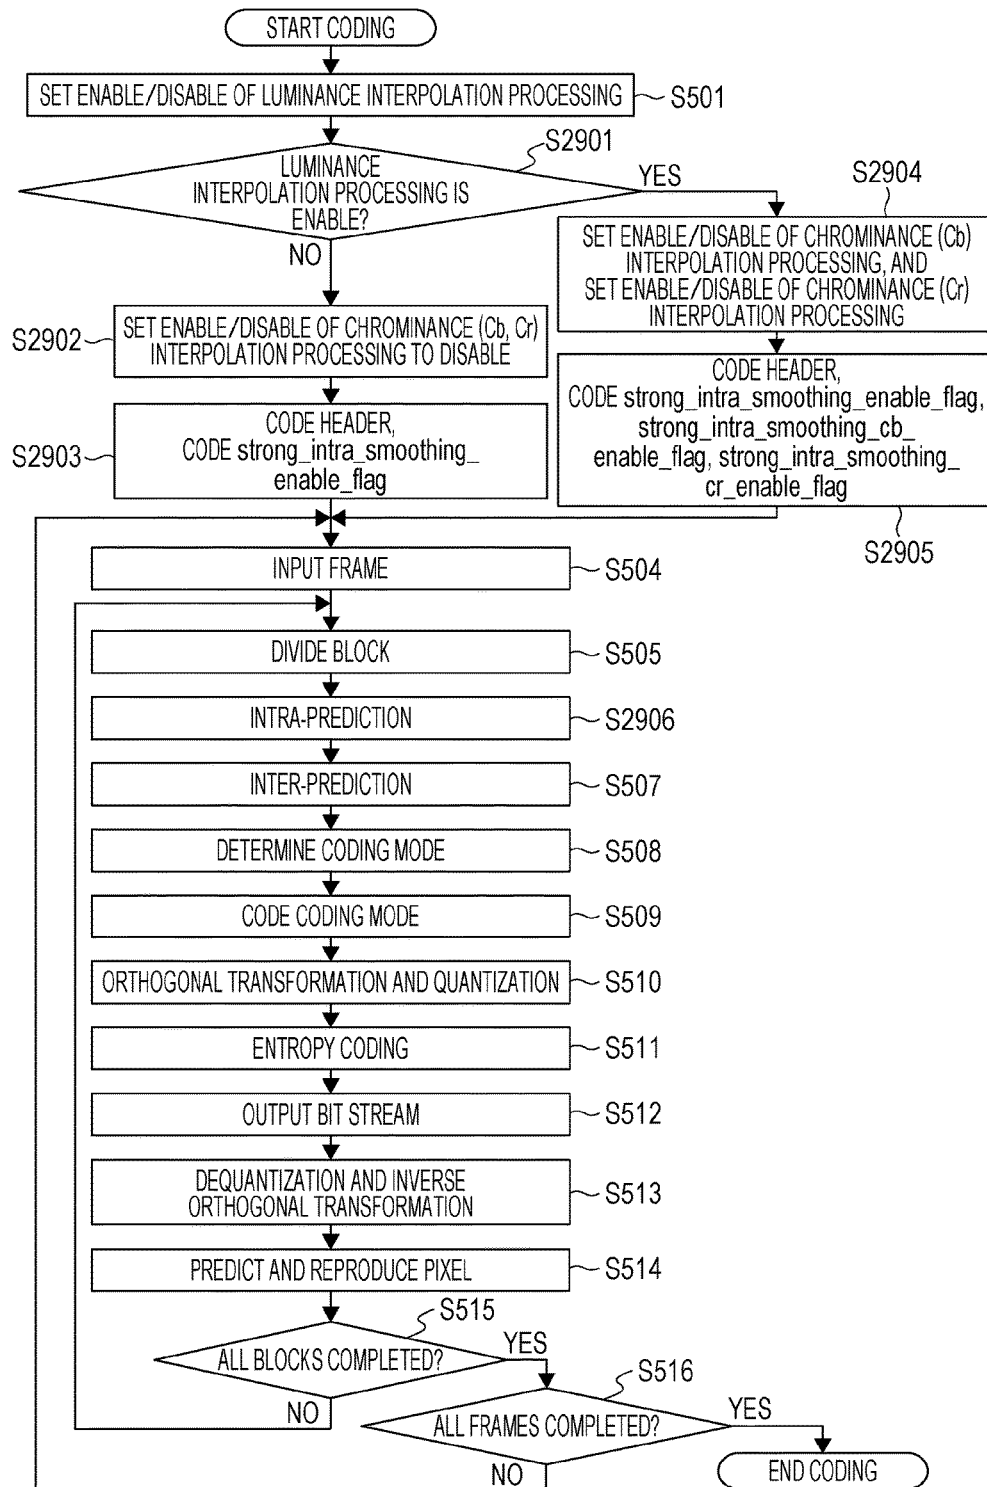 START CODING
SET ENABLE/DISABLE OF LUMINANCE INTERPOLATION PROCESSING
S501
S2901
LUMINANCE
INTERPOLATION PROCESSING IS
ENABLE?
YES
NO
S2904
SET ENABLE/DISABLE OF CHROMINANCE (Cb)
INTERPOLATION PROCESSING, AND
SET ENABLE/DISABLE OF CHROMINANCE (Cr)
INTERPOLATION PROCESSING
S2902
SET ENABLE/DISABLE OF CHROMINANCE (Cb, Cr)
INTERPOLATION PROCESSING TO DISABLE
CODE HEADER,
CODE strong_intra_smoothing_enable_flag,
strong_intra_smoothing_cb_
enable_flag, strong_intra_smoothing_
cr_enable_flag
S2905
S2903
CODE HEADER,
CODE strong_intra_smoothing_
enable_flag
INPUT FRAME
S504
DIVIDE BLOCK
S505
INTRA-PREDICTION
S2906
INTER-PREDICTION
S507
DETERMINE CODING MODE
S508
CODE CODING MODE
S509
ORTHOGONAL TRANSFORMATION AND QUANTIZATION
S510
ENTROPY CODING
S511
OUTPUT BIT STREAM
S512
DEQUANTIZATION AND INVERSE
ORTHOGONAL TRANSFORMATION
S513
PREDICT AND REPRODUCE PIXEL
S514
S515
ALL BLOCKS COMPLETED?
YES
NO
S516
ALL FRAMES COMPLETED?
YES
NO
END CODING